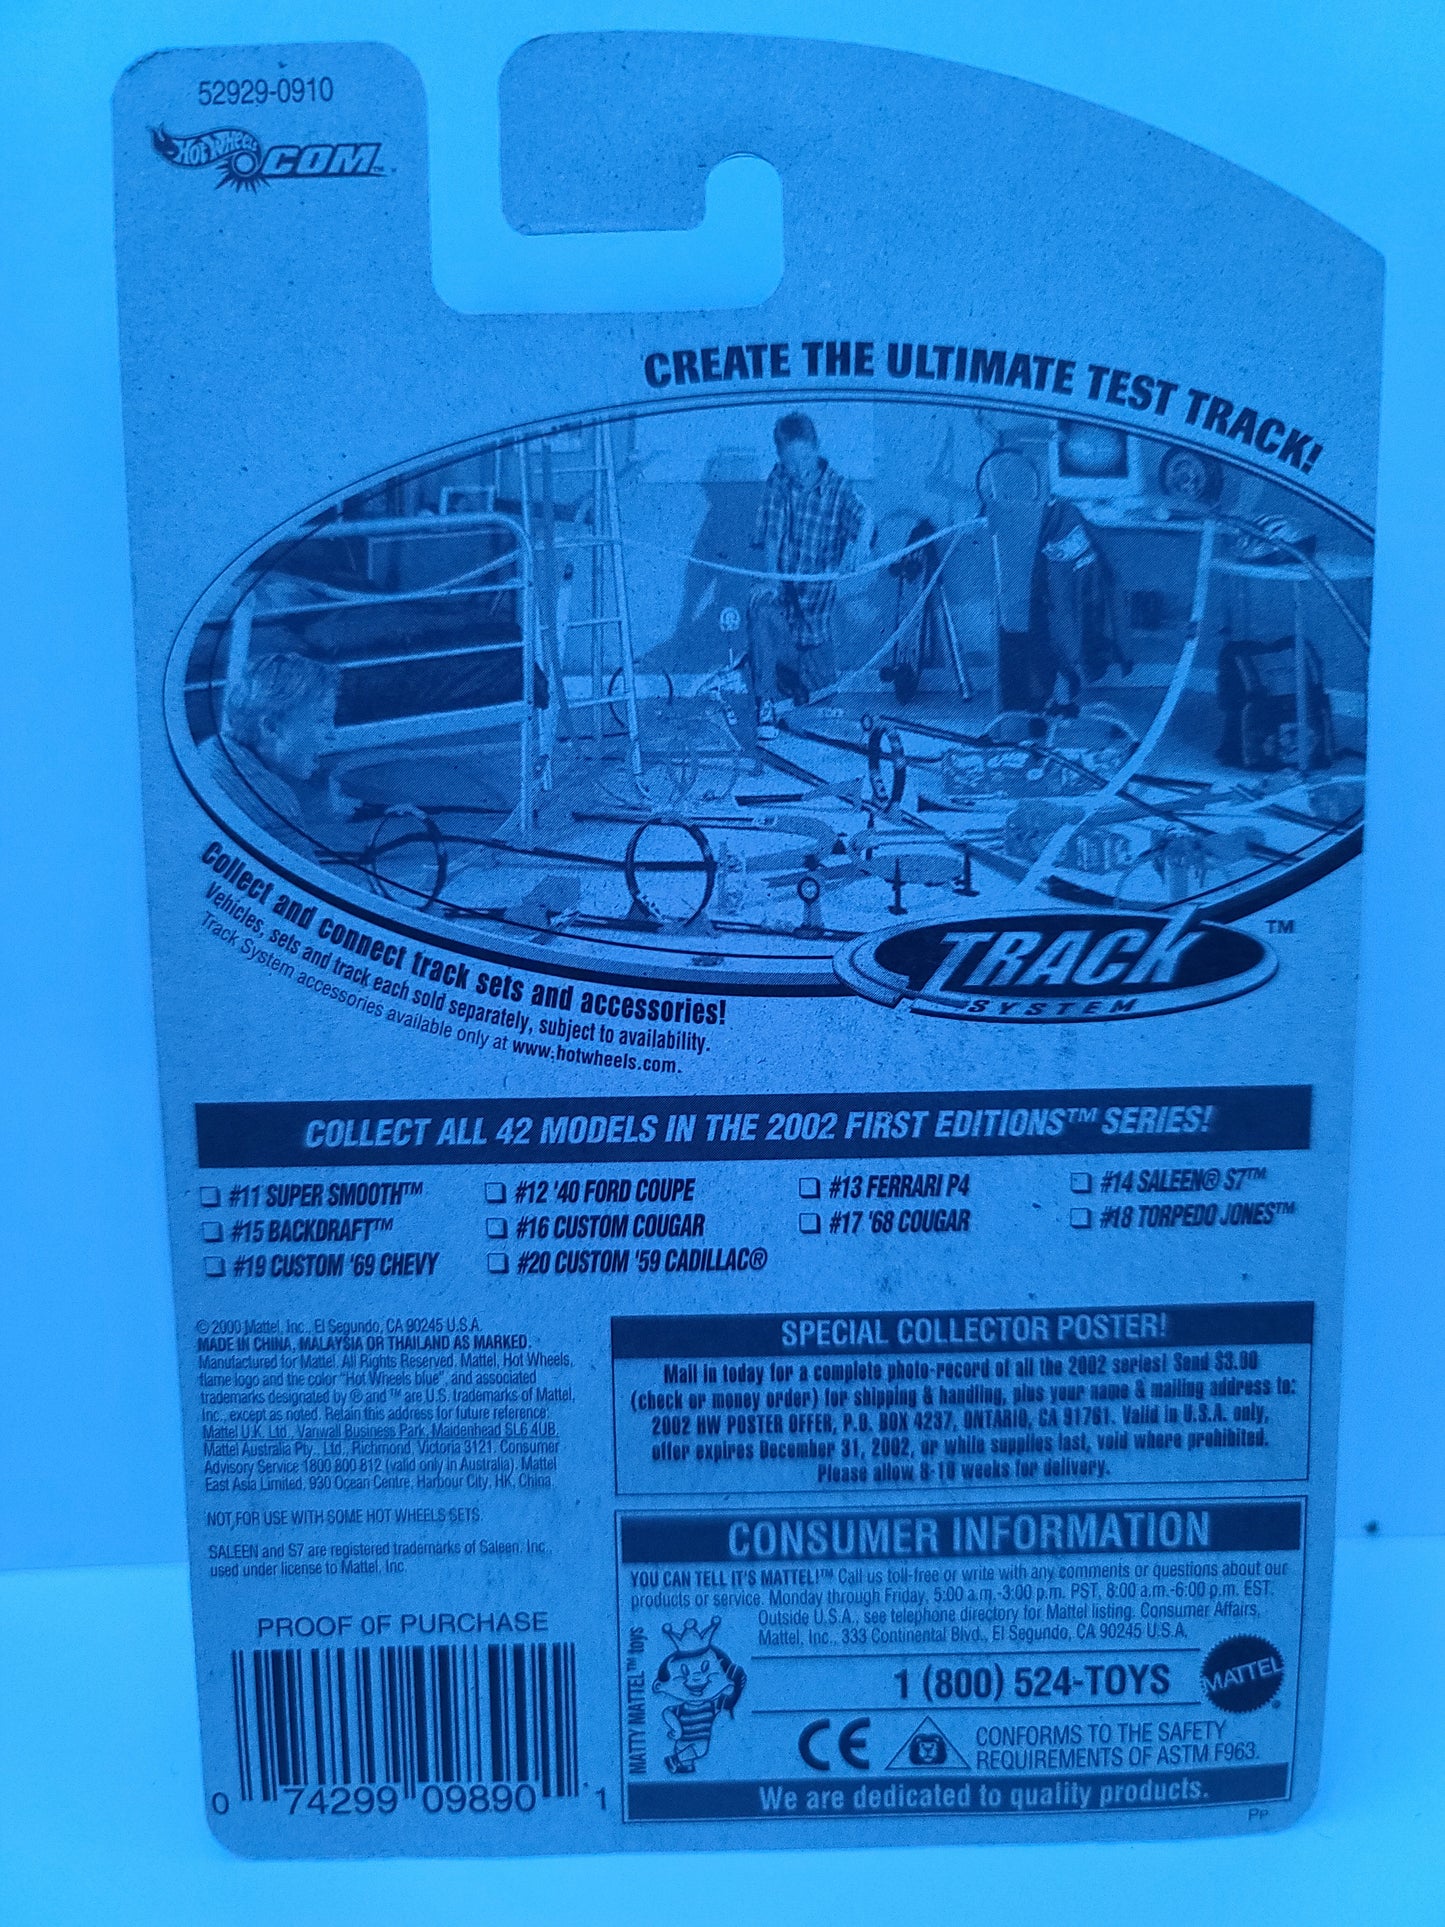 52929-0910
HOT WHEELS .COM™
CREATE THE ULTIMATE TEST TRACK!
Collect and connect track sets and accessories!
Vehicles, sets and track each sold separately, subject to availability.
Track System accessories available only at www.hotwheels.com.
TRACK ™
SYSTEM
COLLECT ALL 42 MODELS IN THE 2002 FIRST EDITIONS™ SERIES!
#11 SUPER SMOOTH™ #12 '40 FORD COUPE #13 FERRARI P4 #14 SALEEN® S7™
#15 BACKDRAFT™ #16 CUSTOM COUGAR #17 '68 COUGAR #18 TORPEDO JONES™
#19 CUSTOM '69 CHEVY #20 CUSTOM '59 CADILLAC®
© 2000 Mattel, Inc., El Segundo, CA 90245 U.S.A.
MADE IN CHINA, MALAYSIA OR THAILAND AS MARKED.
Manufactured for Mattel. All Rights Reserved. Mattel, Hot Wheels,
flame logo and the color "Hot Wheels blue", and associated
trademarks designated by ® and ™ are U.S. trademarks of Mattel,
Inc., except as noted. Retain this address for future reference:
Mattel U.K. Ltd., Vanwall Business Park, Maidenhead SL6 4UB.
Mattel Australia Pty., Ltd., Richmond, Victoria 3121. Consumer
Advisory Service 1800 800 812 (valid only in Australia). Mattel
East Asia Limited, 930 Ocean Centre, Harbour City, HK, China.
NOT FOR USE WITH SOME HOT WHEELS SETS.
SALEEN and S7 are registered trademarks of Saleen, Inc.,
used under license to Mattel, Inc.
PROOF OF PURCHASE
0 74299 09890 1
SPECIAL COLLECTOR POSTER!
Mail in today for a complete photo-record of all the 2002 series! Send $3.00
(check or money order) for shipping & handling, plus your name & mailing address to:
2002 HW POSTER OFFER, P.O. BOX 4237, ONTARIO, CA 91761. Valid in U.S.A. only,
offer expires December 31, 2002, or while supplies last, void where prohibited.
Please allow 8-10 weeks for delivery.
CONSUMER INFORMATION
YOU CAN TELL IT'S MATTEL!™ Call us toll-free or write with any comments or questions about our
products or service. Monday through Friday, 5:00 a.m.-3:00 p.m. PST, 8:00 a.m.-6:00 p.m. EST.
Outside U.S.A., see telephone directory for Mattel listing. Consumer Affairs,
Mattel, Inc., 333 Continental Blvd., El Segundo, CA 90245 U.S.A.
MATTY MATTEL™ toys
1 (800) 524-TOYS
MATTEL ®
CE
CONFORMS TO THE SAFETY
REQUIREMENTS OF ASTM F963.
We are dedicated to quality products.
PP